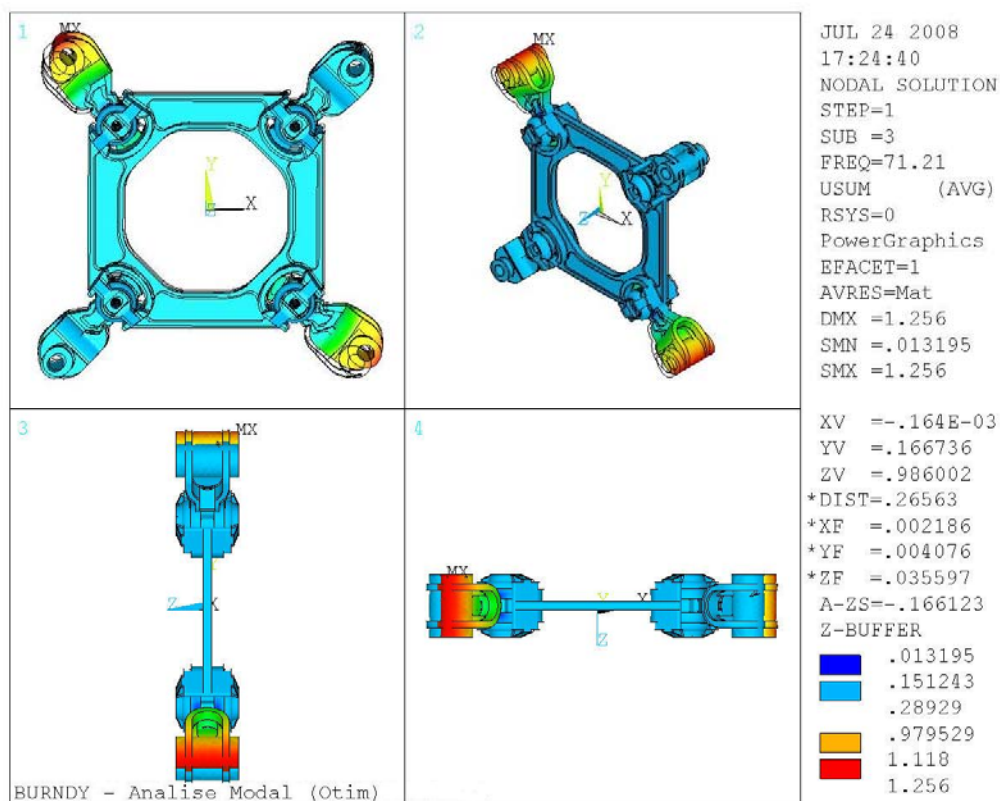 1
MX
Y
Z
X
2
MX
Y
Z
X
3
MX
Y
Z
X
4
MX
Y
X
Z
BURNDY - Analise Modal (Otim)
JUL 24 2008
17:24:40
NODAL SOLUTION
STEP=1
SUB =3
FREQ=71.21
USUM (AVG)
RSYS=0
PowerGraphics
EFACET=1
AVRES=Mat
DMX =1.256
SMN =.013195
SMX =1.256
XV =-.164E-03
YV =.166736
ZV =.986002
*DIST=.26563
*XF =.002186
*YF =.004076
*ZF =.035597
A-ZS=-.166123
Z-BUFFER
.013195
.151243
.28929
.979529
1.118
1.256